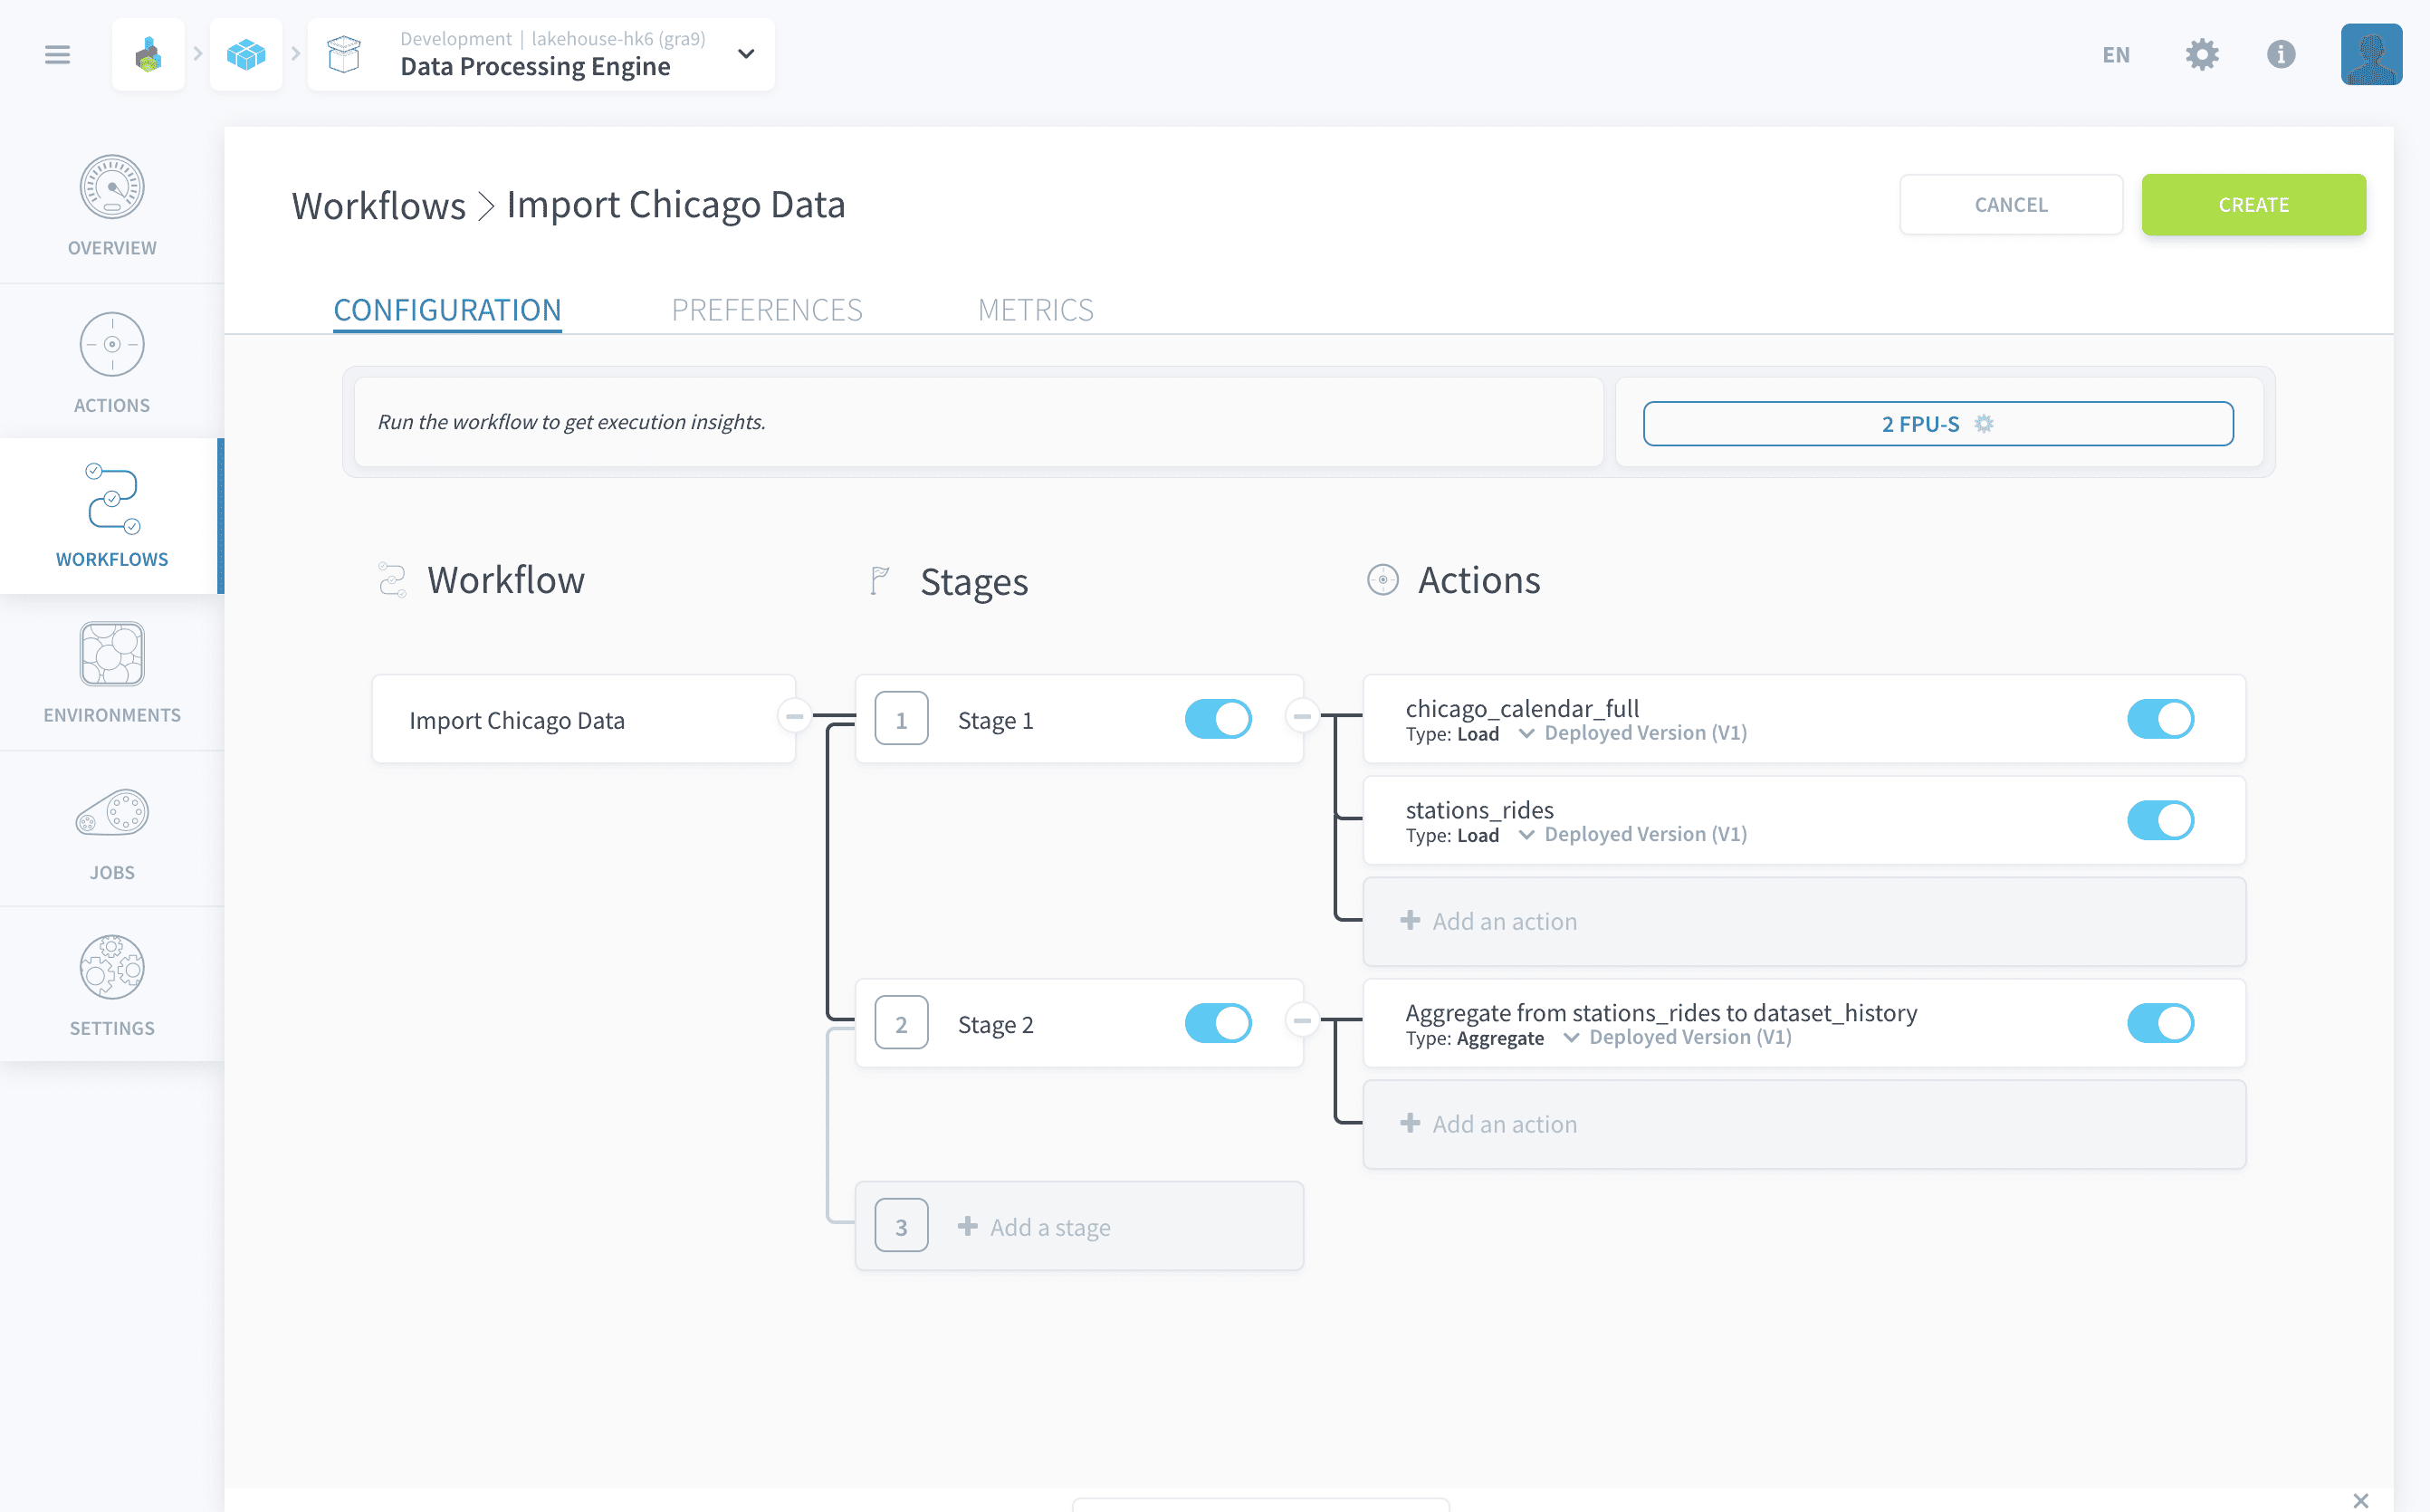 Development | lakehouse-hk6 (gra9)
Data Processing Engine
EN
OVERVIEW
ACTIONS
WORKFLOWS
ENVIRONMENTS
JOBS
SETTINGS
Workflows > Import Chicago Data
CANCEL
CREATE
CONFIGURATION
PREFERENCES
METRICS
Run the workflow to get execution insights.
2 FPU-S
Workflow
Stages
Actions
Import Chicago Data
1
Stage 1
chicago_calendar_full
Type: Load Deployed Version (V1)
stations_rides
Type: Load Deployed Version (V1)
Add an action
2
Stage 2
Aggregate from stations_rides to dataset_history
Type: Aggregate Deployed Version (V1)
Add an action
3
Add a stage